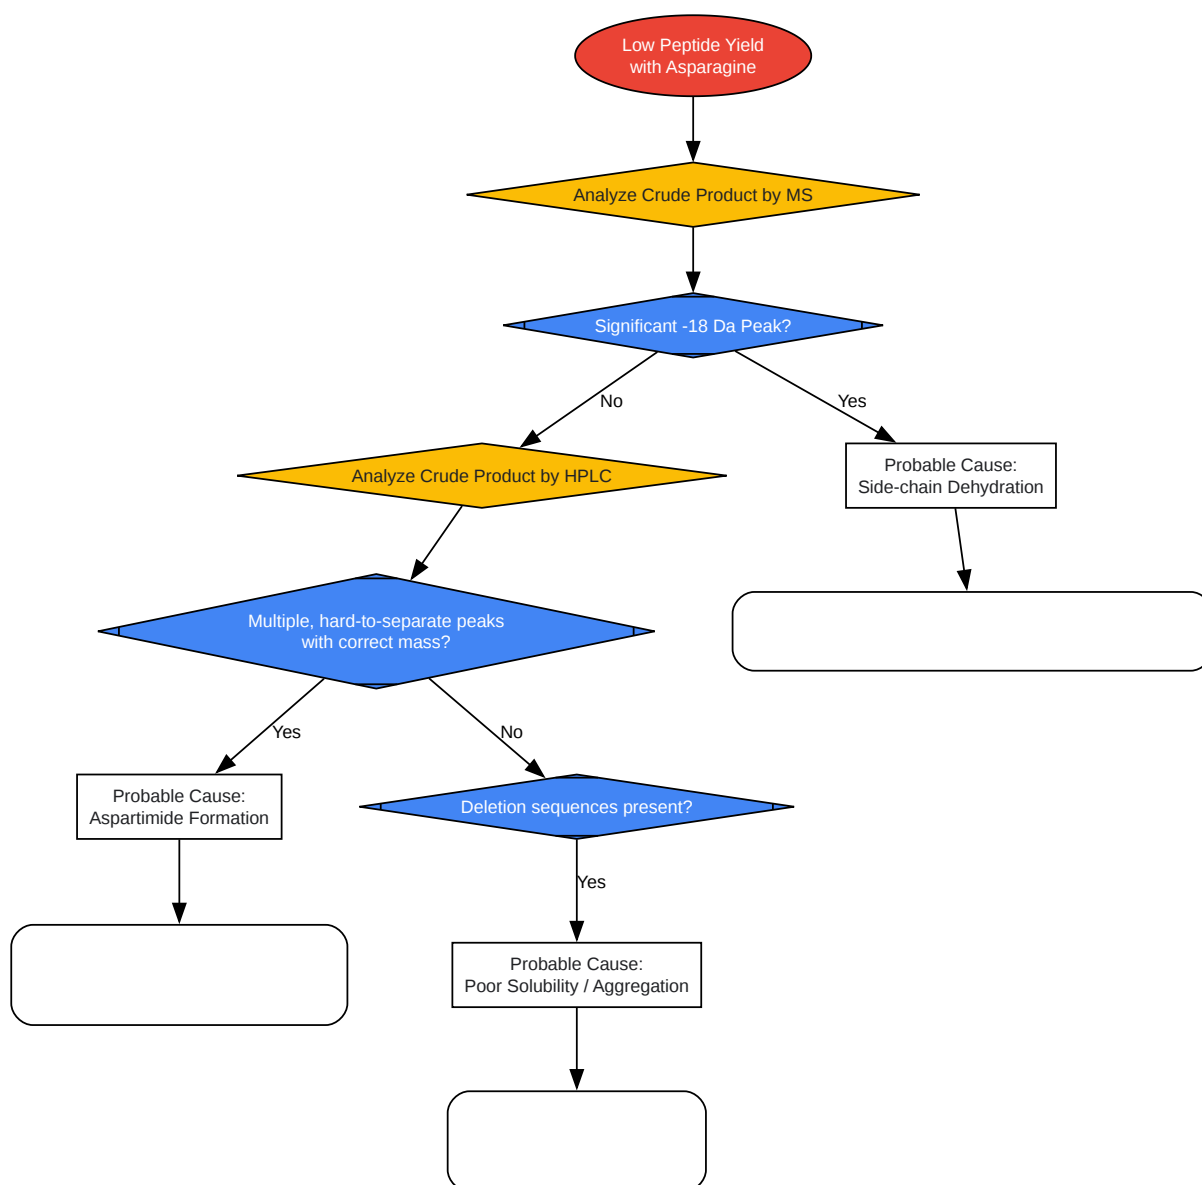 Low Peptide Yield
with Asparagine
Analyze Crude Product by MS
Significant -18 Da Peak?
No
Yes
Analyze Crude Product by HPLC
Probable Cause:
Side-chain Dehydration
Multiple, hard-to-separate peaks
with correct mass?
Yes
No
Probable Cause:
Aspartimide Formation
Deletion sequences present?
Yes
Probable Cause:
Poor Solubility / Aggregation